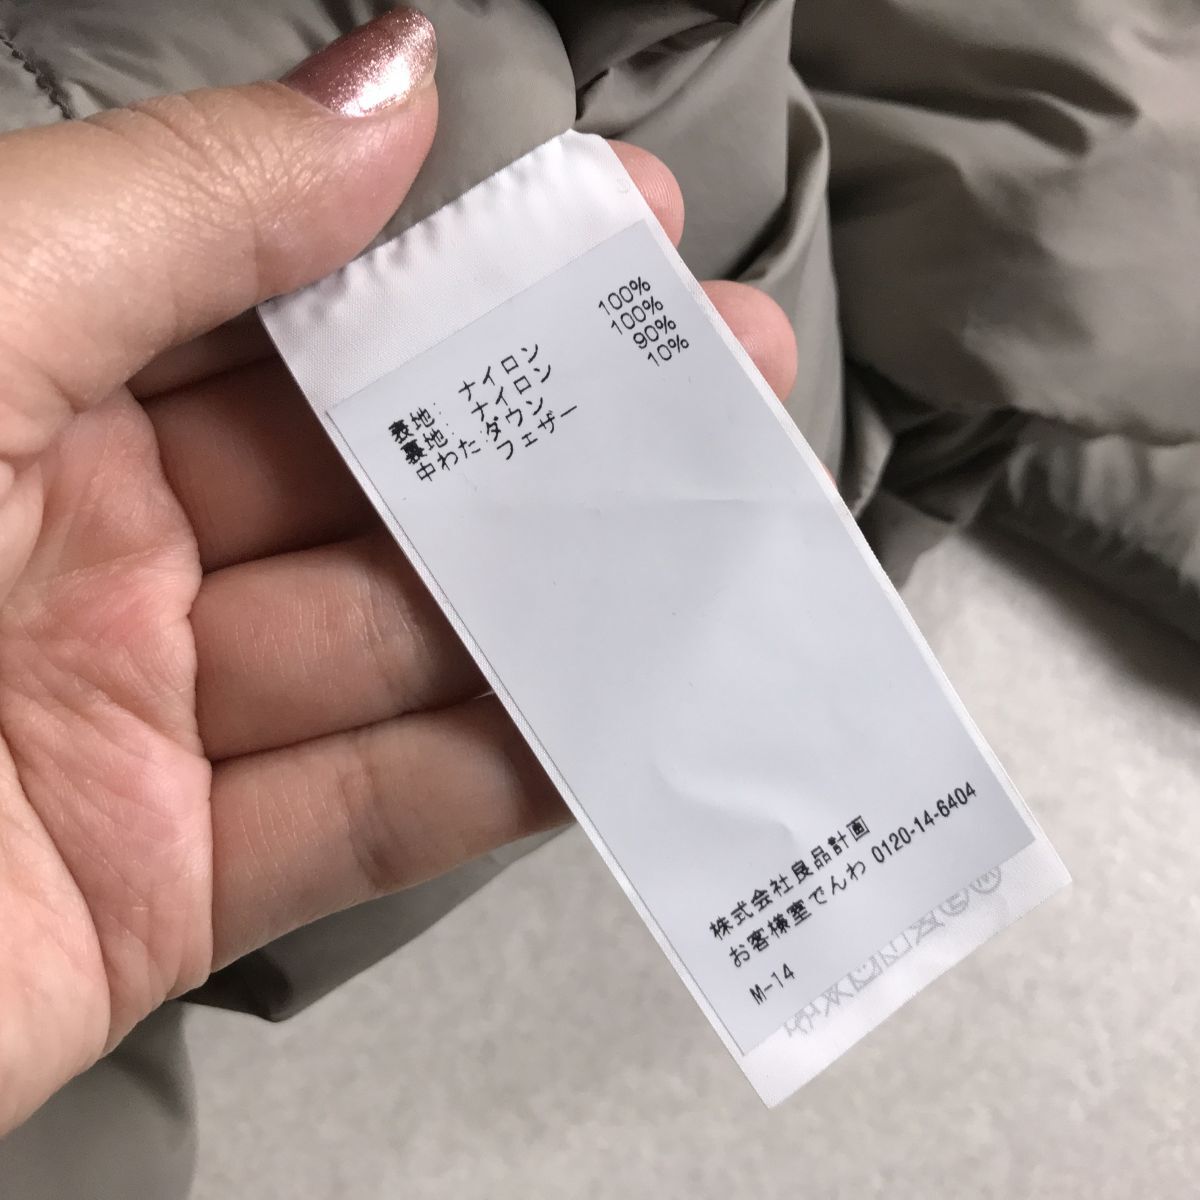 表地: ナイロン 100%
裏地: ナイロン 100%
中わた:ダウン 90%
フェザー 10%
株式会社良品計画
お客様室でんわ 0120-14-6404
M-14